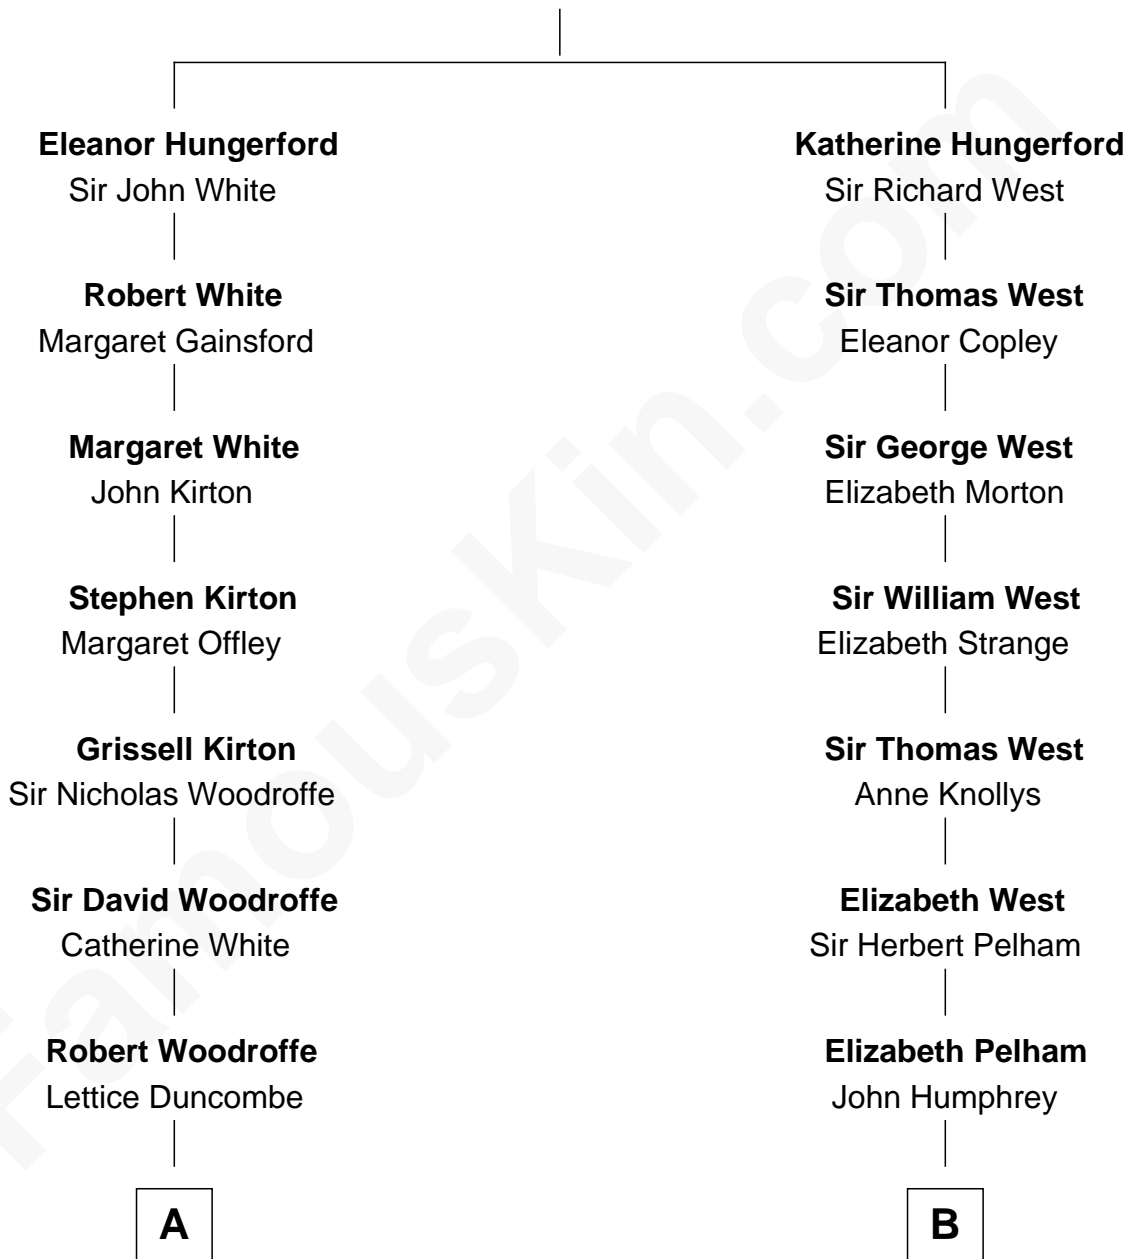 Eleanor Hungerford
Sir John White
Robert White
Margaret Gainsford
Margaret White
John Kirton
Stephen Kirton
Margaret Offley
Grissell Kirton
Sir Nicholas Woodroffe
Sir David Woodroffe
Catherine White
Robert Woodroffe
Lettice Duncombe
A
Katherine Hungerford
Sir Richard West
Sir Thomas West
Eleanor Copley
Sir George West
Elizabeth Morton
Sir William West
Elizabeth Strange
Sir Thomas West
Anne Knollys
Elizabeth West
Sir Herbert Pelham
Elizabeth Pelham
John Humphrey
B
FamousKin.com